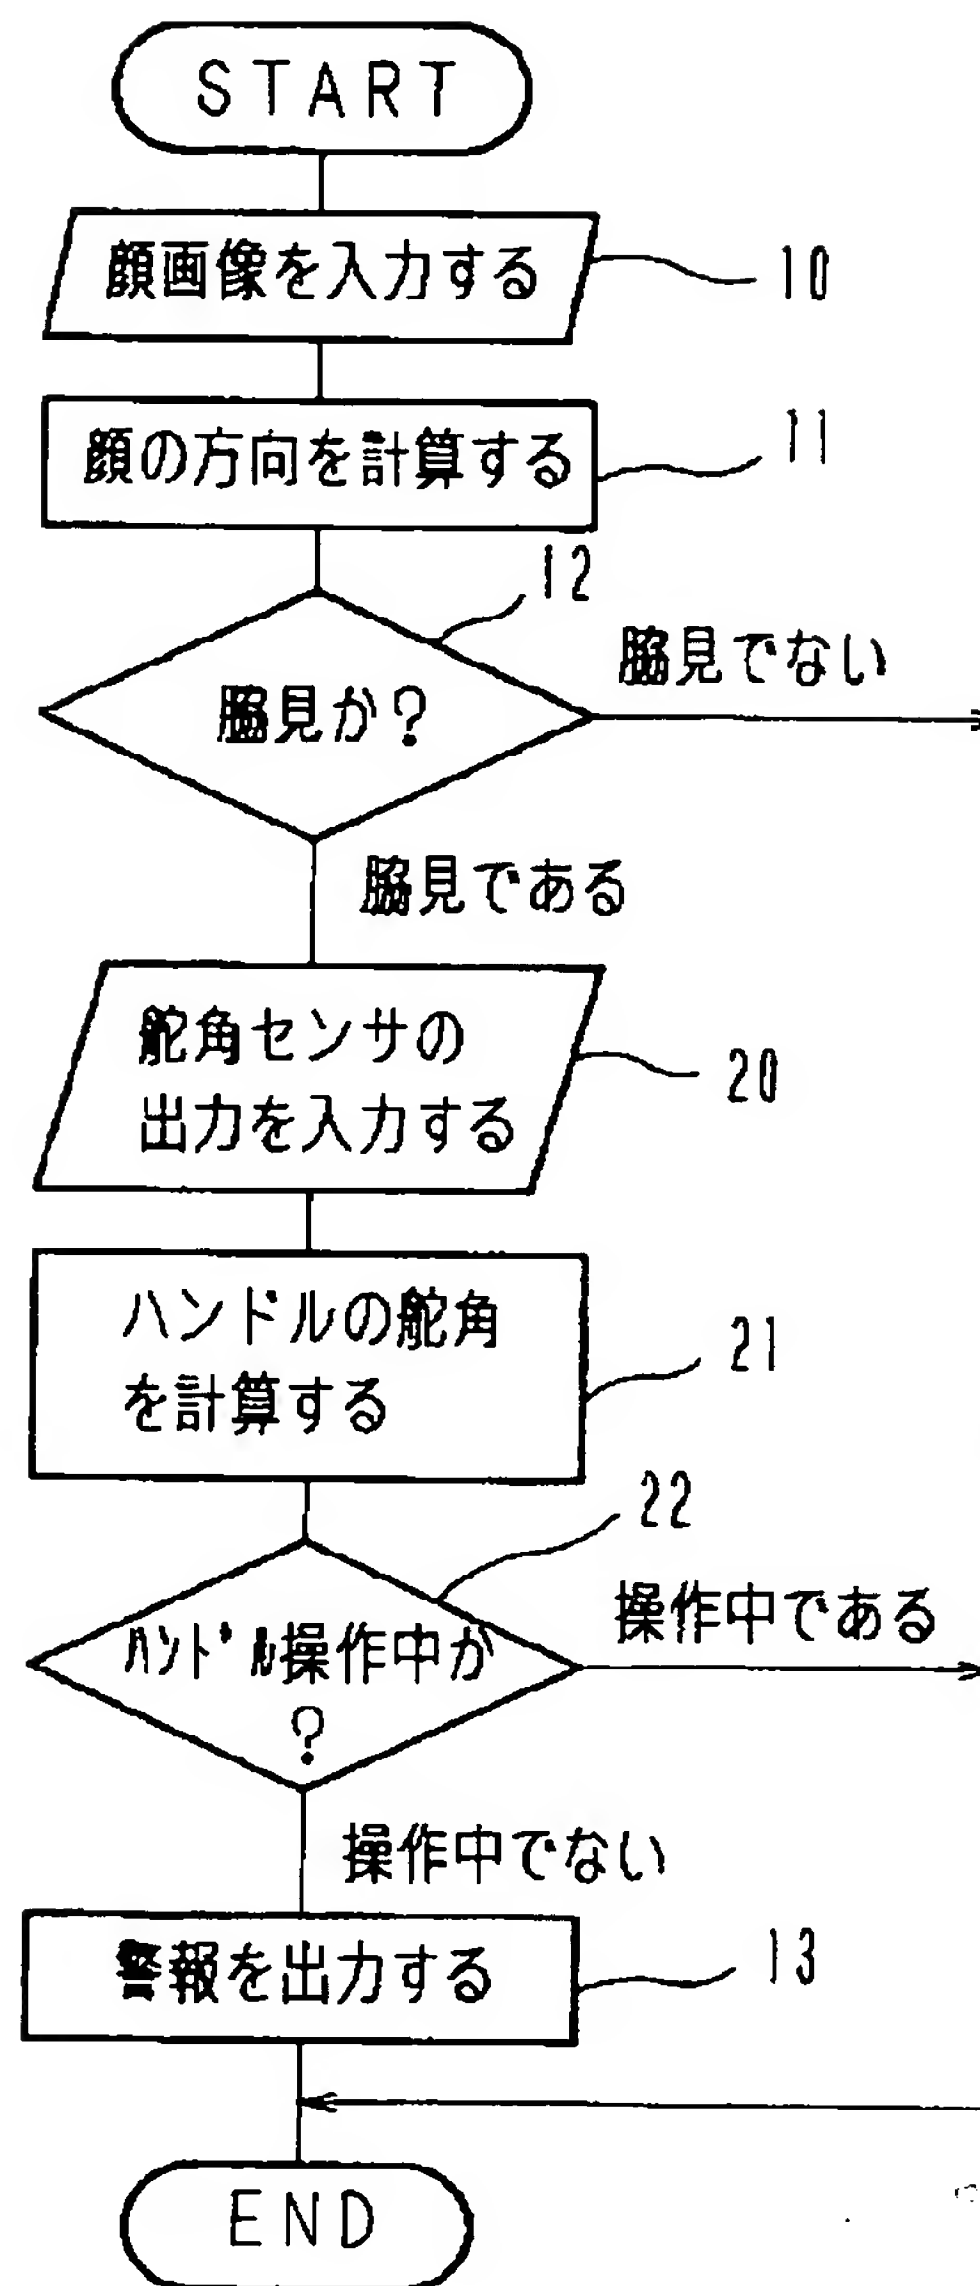 START
顔画像を入力する
10
顔の方向を計算する
11
12
脇見か?
脇見でない
脇見である
舵角センサの
出力を入力する
20
ハンドルの舵角
を計算する
21
22
ﾊﾝﾄﾞﾙ操作中か
?
操作中である
操作中でない
警報を出力する
13
END